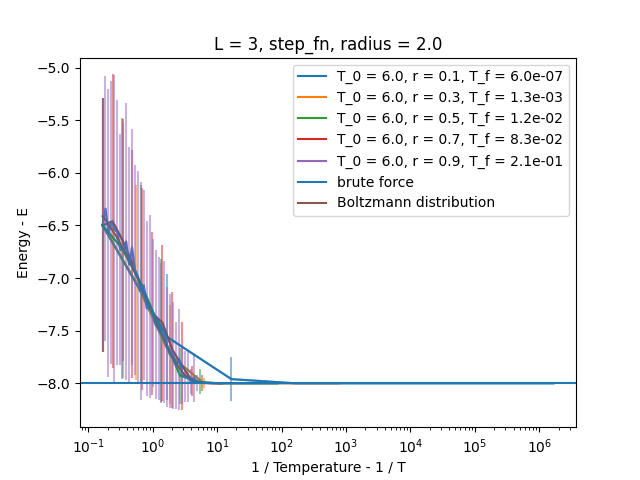 L = 3, step_fn, radius = 2.0
T_0 = 6.0, r = 0.1, T_f = 6.0e-07
T_0 = 6.0, r = 0.3, T_f = 1.3e-03
T_0 = 6.0, r = 0.5, T_f = 1.2e-02
T_0 = 6.0, r = 0.7, T_f = 8.3e-02
T_0 = 6.0, r = 0.9, T_f = 2.1e-01
brute force
Boltzmann distribution
Energy - E
−5.0
−5.5
−6.0
−6.5
−7.0
−7.5
−8.0
10⁻¹ 10⁰ 10¹ 10² 10³ 10⁴ 10⁵ 10⁶
1 / Temperature - 1 / T